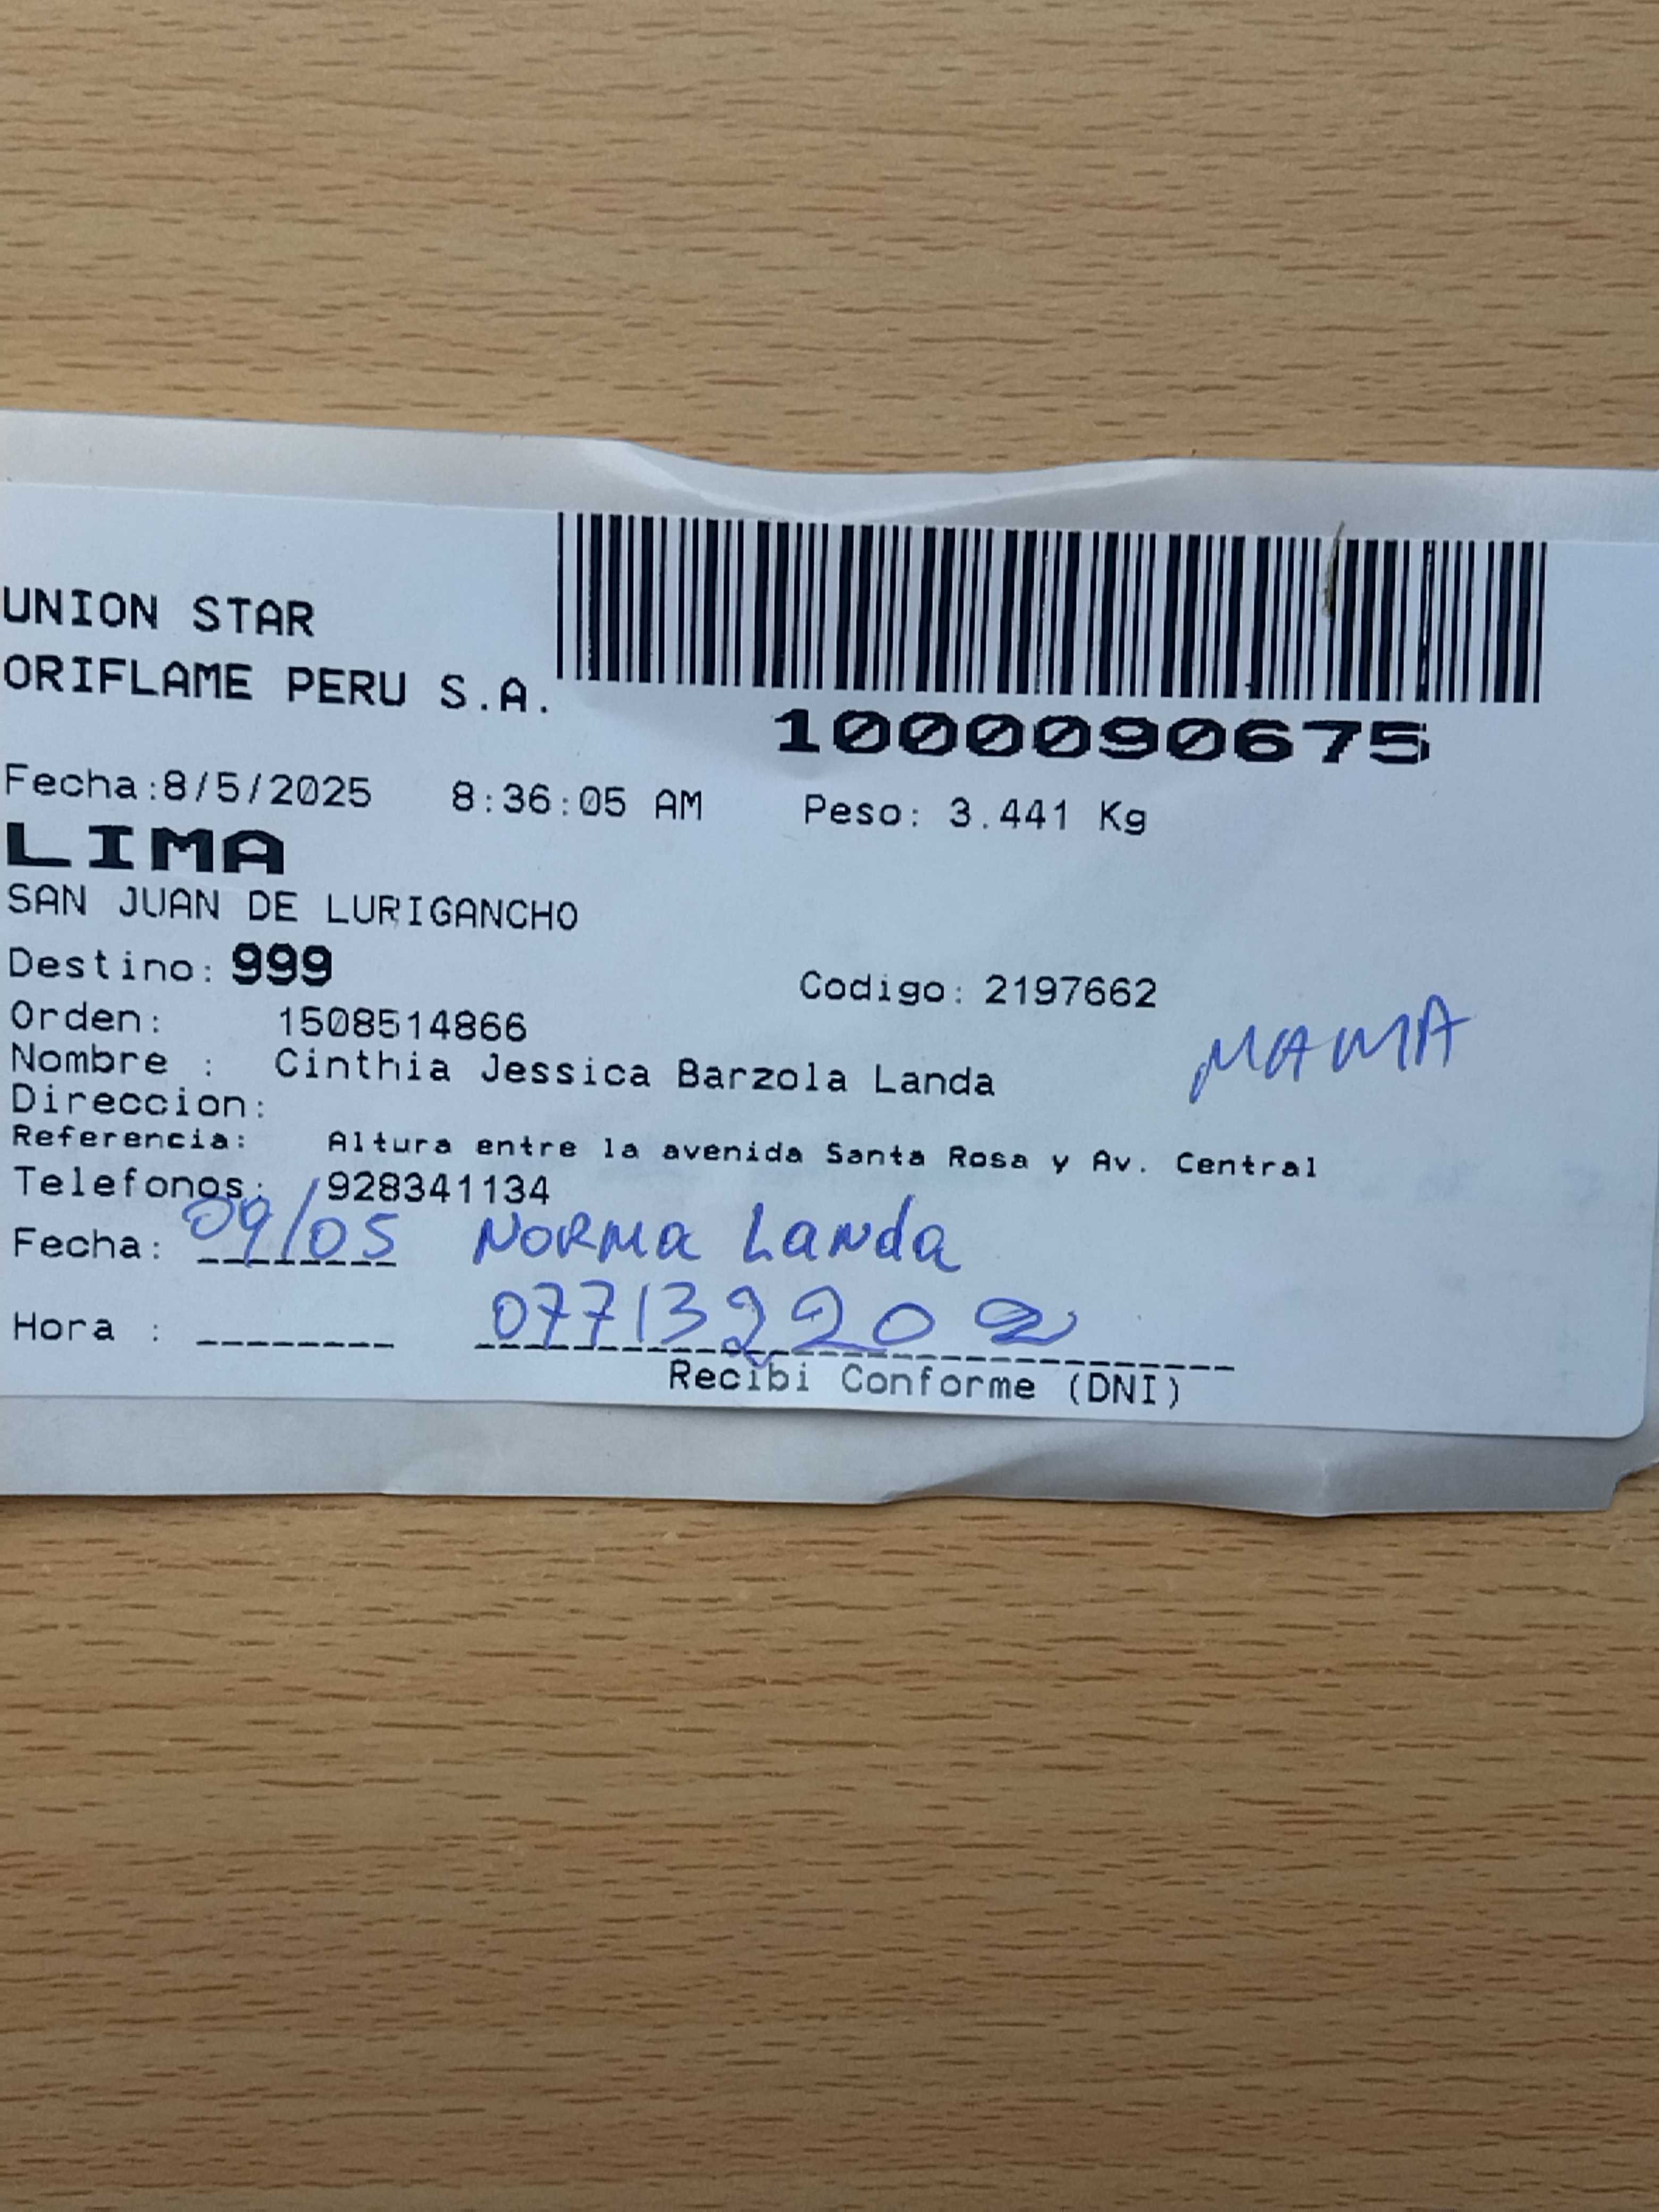 UNION STAR
ORIFLAME PERU S.A.
1000090675
Fecha:8/5/2025 8:36:05 AM Peso: 3.441 Kg
LIMA
SAN JUAN DE LURIGANCHO
Destino: 999 Codigo: 2197662
Orden: 1508514866
MAMA
Nombre : Cinthia Jessica Barzola Landa
Direccion:
Referencia: Altura entre la avenida Santa Rosa y Av. Central
Telefonos: 928341134
Fecha: 09/05 Norma Landa
Hora : 07713220
Recibi Conforme (DNI)